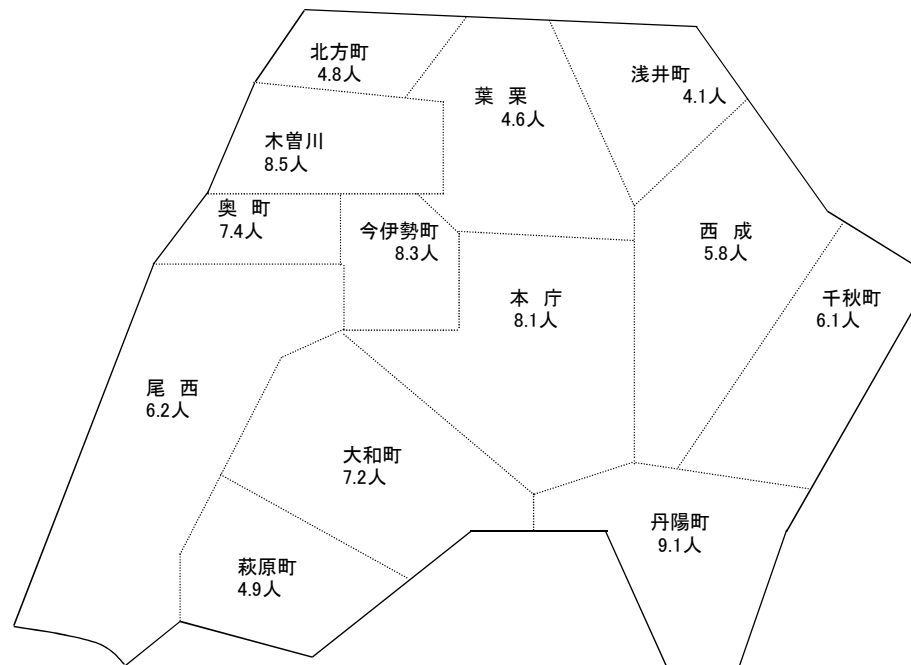 北方町
4.8人
葉 栗
4.6人
浅井町
4.1人
木曽川
8.5人
奥 町
7.4人
今伊勢町
8.3人
西 成
5.8人
本 庁
8.1人
千秋町
6.1人
尾 西
6.2人
大和町
7.2人
丹陽町
9.1人
萩原町
4.9人